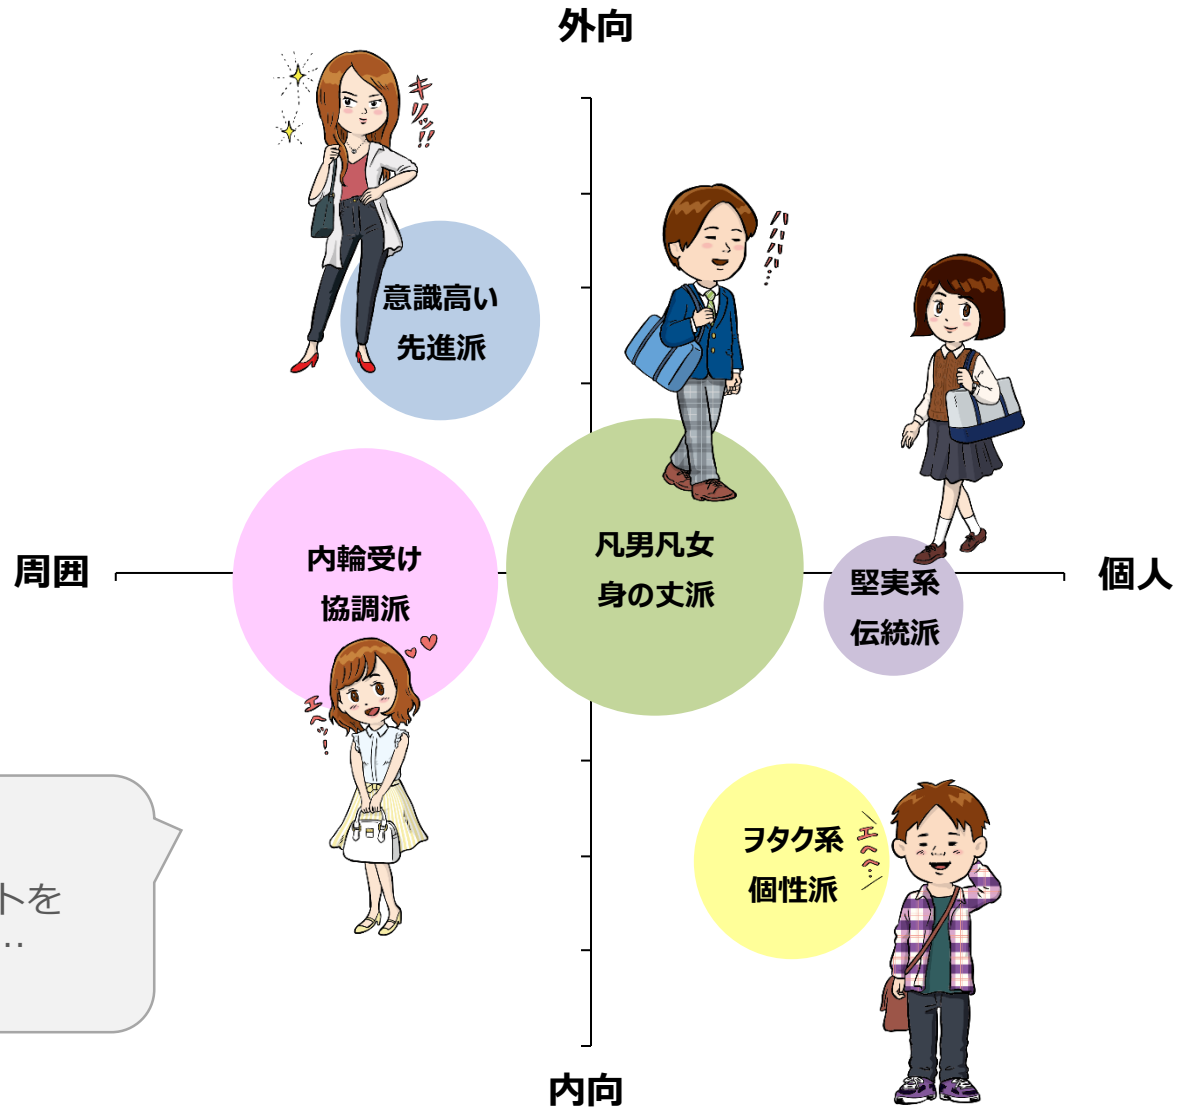 外向
キリッ!!
ハハハハ…
意識高い
先進派
内輪受け
協調派
凡男凡女
身の丈派
周囲
個人
堅実系
伝統派
エヘッ!
ヲタク系
個性派
エヘヘ…
トを
…
内向